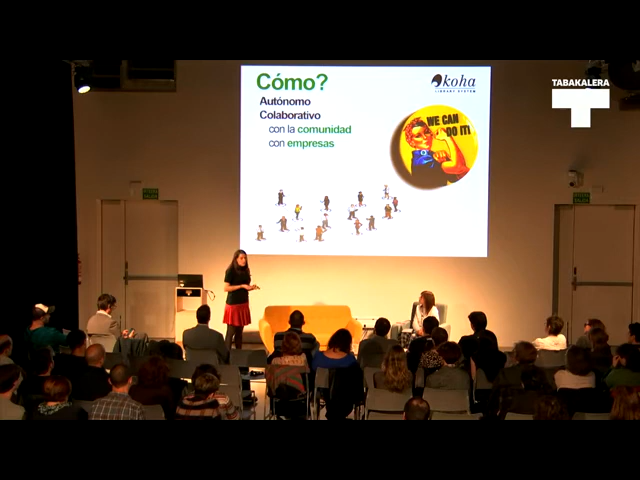 Cómo?
Autónomo
Colaborativo
con la comunidad
con empresas
koha
LIBRARY SYSTEM
WE CAN
DO IT!
TABAKALERA